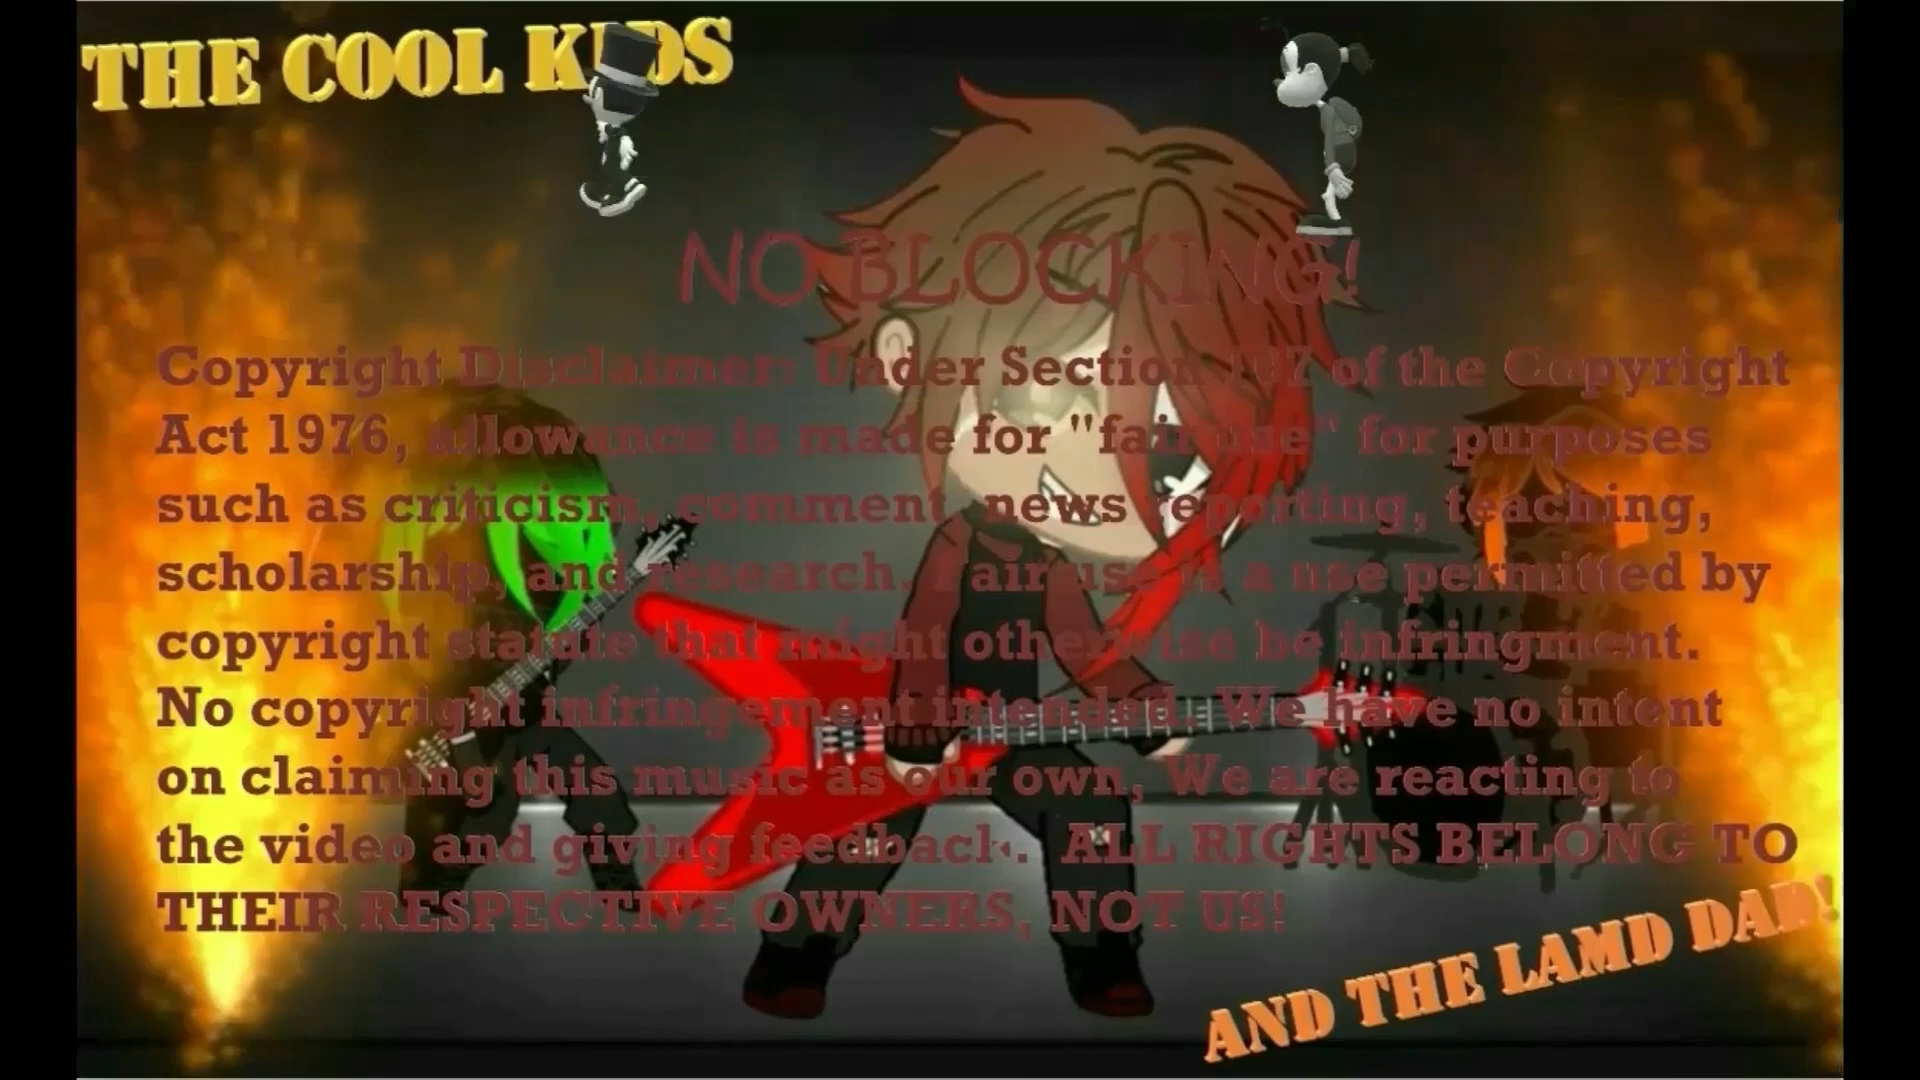 THE COOL KIDS
NO BLOCKING!
Copyright Disclaimer: Under Section 107 of the Copyright
Act 1976, allowance is made for "fair use" for purposes
such as criticism, comment, news reporting, teaching,
scholarship, and research. Fair use is a use permitted by
copyright statute that might otherwise be infringment.
No copyright infringement intended. We have no intent
on claiming this music as our own, We are reacting to
the video and giving feedback. ALL RIGHTS BELONG TO
THEIR RESPECTIVE OWNERS, NOT US!
AND THE LAMD DAD!